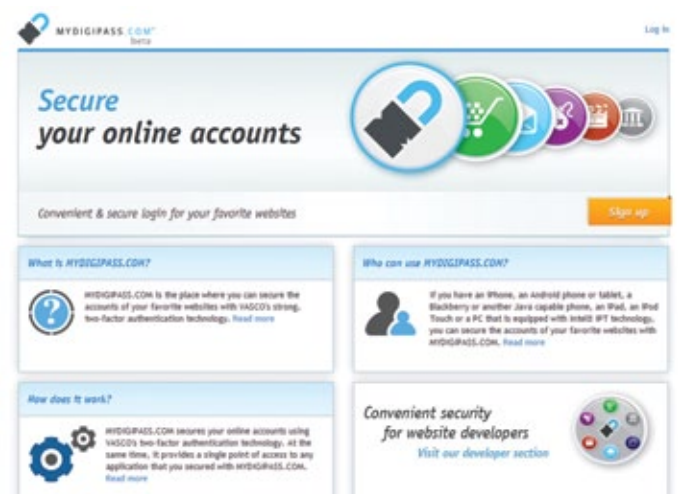 MYDIGIPASS.COM™
beta
Log in
Secure
your online accounts
Convenient & secure login for your favorite websites
Sign up
What is MYDIGIPASS.COM?
MYDIGIPASS.COM is the place where you can secure the
accounts of your favorite websites with VASCO's strong,
two-factor authentication technology. Read more
Who can use MYDIGIPASS.COM?
If you have an iPhone, an Android phone or tablet, a
Blackberry or another Java capable phone, an iPad, an iPod
Touch or a PC that is equipped with Intel® IPT technology,
you can secure the accounts of your favorite websites with
MYDIGIPASS.COM. Read more
How does it work?
MYDIGIPASS.COM secures your online accounts using
VASCO's two-factor authentication technology. At the
same time, it provides a single point of access to any
application that you secured with MYDIGIPASS.COM.
Read more
Convenient security
for website developers
Visit our developer section